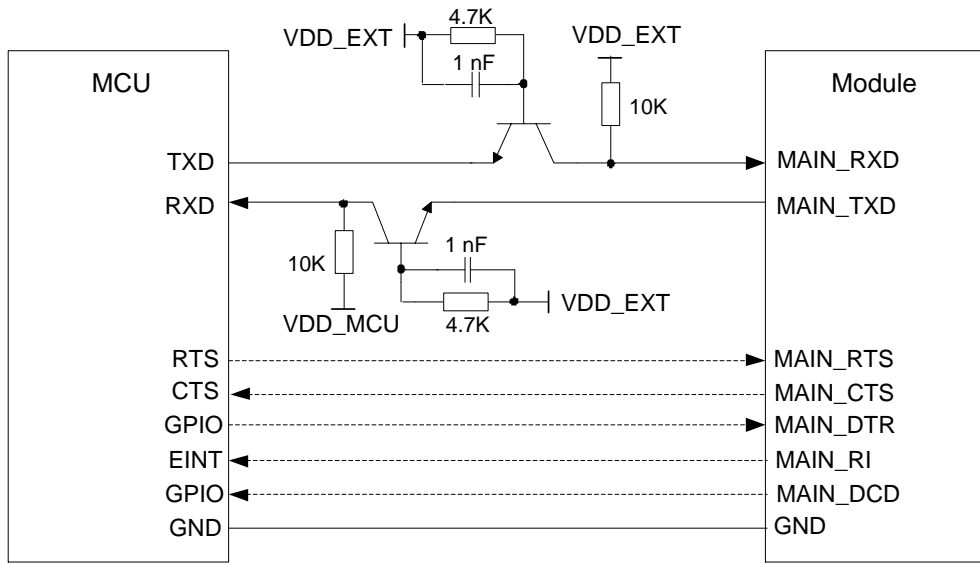 4.7K
VDD_EXT
VDD_EXT
1 nF
MCU
Module
10K
TXD
MAIN_RXD
RXD
MAIN_TXD
1 nF
10K
VDD_EXT
VDD_MCU
4.7K
RTS
MAIN_RTS
CTS
MAIN_CTS
GPIO
MAIN_DTR
EINT
MAIN_RI
GPIO
MAIN_DCD
GND
GND